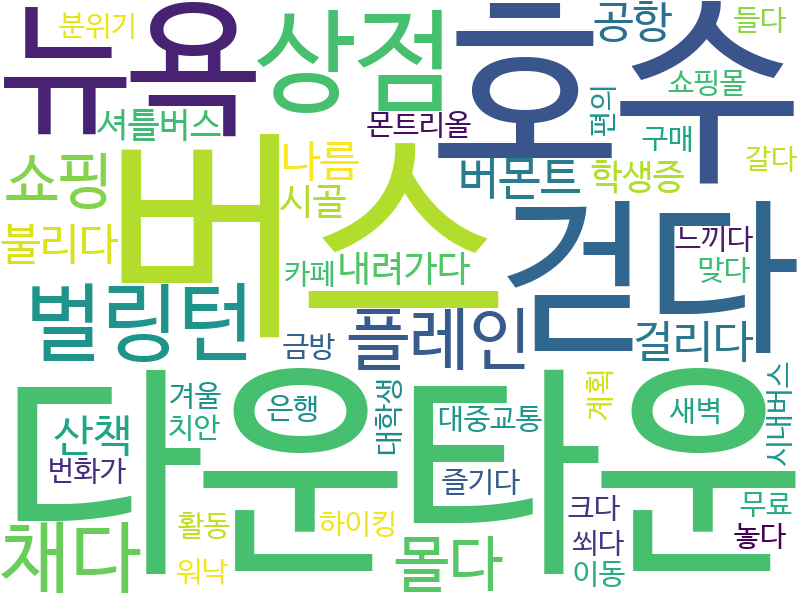 분위기
뉴욕
상점
호수
공항
들다
쇼핑몰
셔틀버스
몬트리올
편의
구매
쇼핑
버스
나름
버몬트
학생증
갈다
시골
불리다
걷다
느끼다
카페
내려가다
맞다
벌링턴
금방
플레인
걸리다
다운타운
겨울
은행
대학생
대중교통
계획
새벽
시내버스
산책
치안
번화가
즐기다
채다
활동
하이킹
몰다
크다
무료
쐬다
놓다
워낙
이동